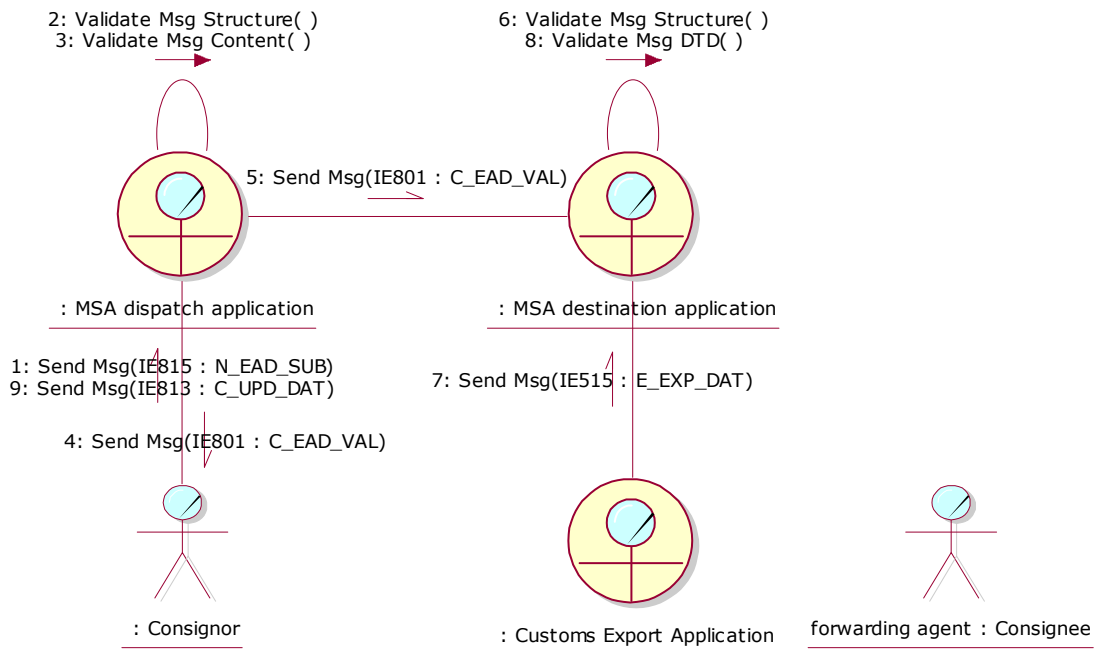 2: Validate Msg Structure( )
3: Validate Msg Content( )
6: Validate Msg Structure( )
8: Validate Msg DTD( )
5: Send Msg(IE801 : C_EAD_VAL)
: MSA dispatch application
: MSA destination application
1: Send Msg(IE815 : N_EAD_SUB)
9: Send Msg(IE813 : C_UPD_DAT)
7: Send Msg(IE515 : E_EXP_DAT)
4: Send Msg(IE801 : C_EAD_VAL)
: Consignor
: Customs Export Application
forwarding agent : Consignee